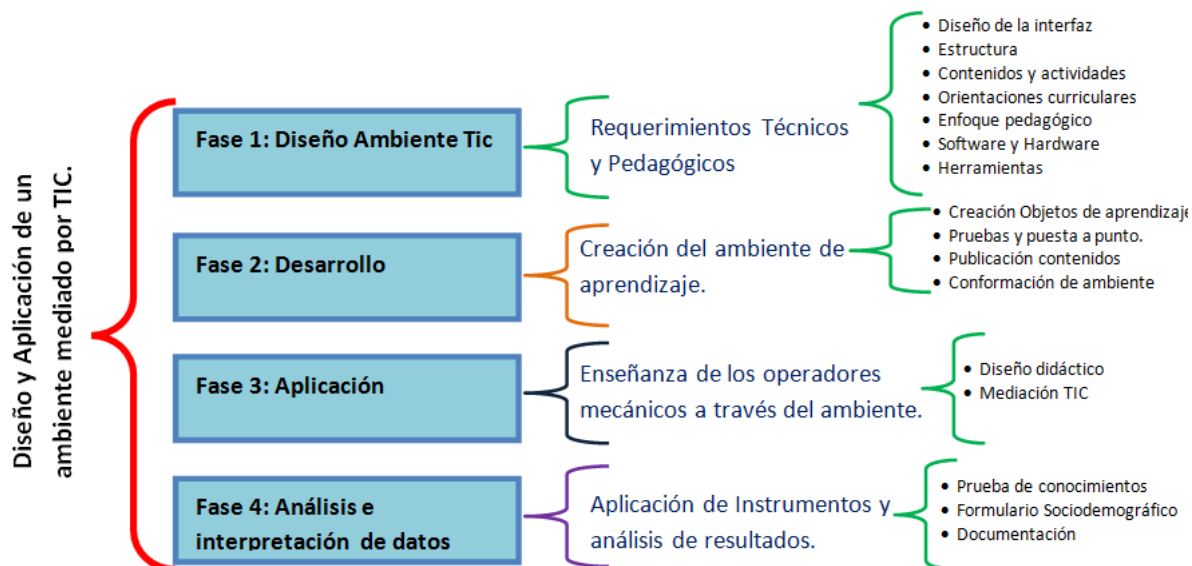 Diseño y Aplicación de un
ambiente mediado por TIC.
Fase 1: Diseño Ambiente Tic
Requerimientos Técnicos
y Pedagógicos
• Diseño de la interfaz
• Estructura
• Contenidos y actividades
• Orientaciones curriculares
• Enfoque pedagógico
• Software y Hardware
• Herramientas
Fase 2: Desarrollo
Creación del ambiente de
aprendizaje.
• Creación Objetos de aprendizaje
• Pruebas y puesta a punto.
• Publicación contenidos
• Conformación de ambiente
Fase 3: Aplicación
Enseñanza de los operadores
mecánicos a través del ambiente.
• Diseño didáctico
• Mediación TIC
Fase 4: Análisis e
interpretación de datos
Aplicación de Instrumentos y
análisis de resultados.
• Prueba de conocimientos
• Formulario Sociodemográfico
• Documentación